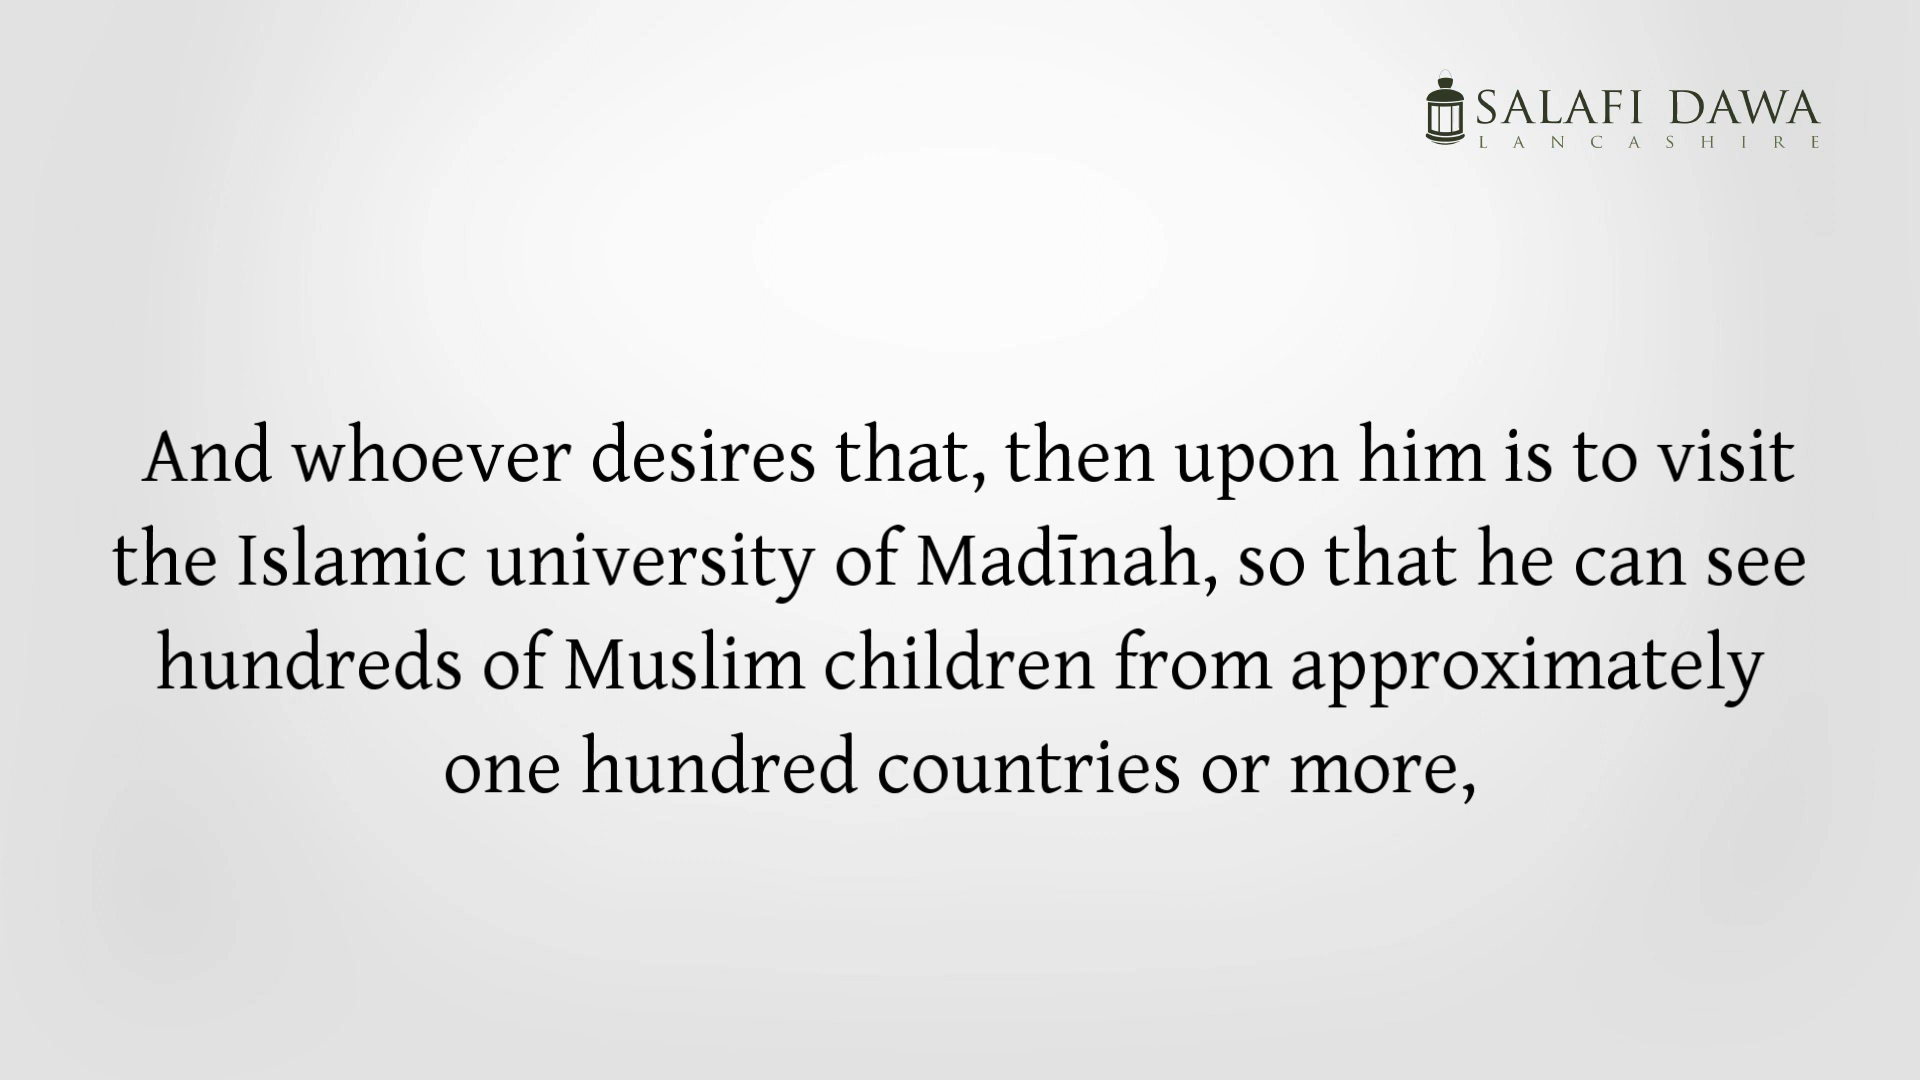 SALAFI DAWA
LANCASHIRE
And whoever desires that, then upon him is to visit
the Islamic university of Madīnah, so that he can see
hundreds of Muslim children from approximately
one hundred countries or more,